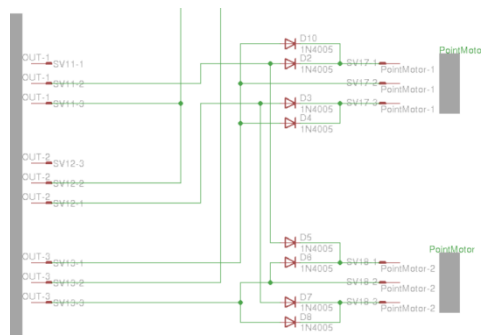 D10
1N4005
D2
1N4005
D3
1N4005
D4
1N4005
D5
1N4005
D6
1N4005
D7
1N4005
D8
1N4005
OUT-1 SV11-1
OUT-1 SV11-2
OUT-1 SV11-3
OUT-2 SV12-3
OUT-2 SV12-2
OUT-2 SV12-1
OUT-3 SV13-1
OUT-3 SV13-2
OUT-3 SV13-3
PointMoto
SV17-1 PointMotor-1
SV17-2 PointMotor-1
SV17-3 PointMotor-1
PointMotor
SV18-1 PointMotor-2
SV18-2 PointMotor-2
SV18-3 PointMotor-2